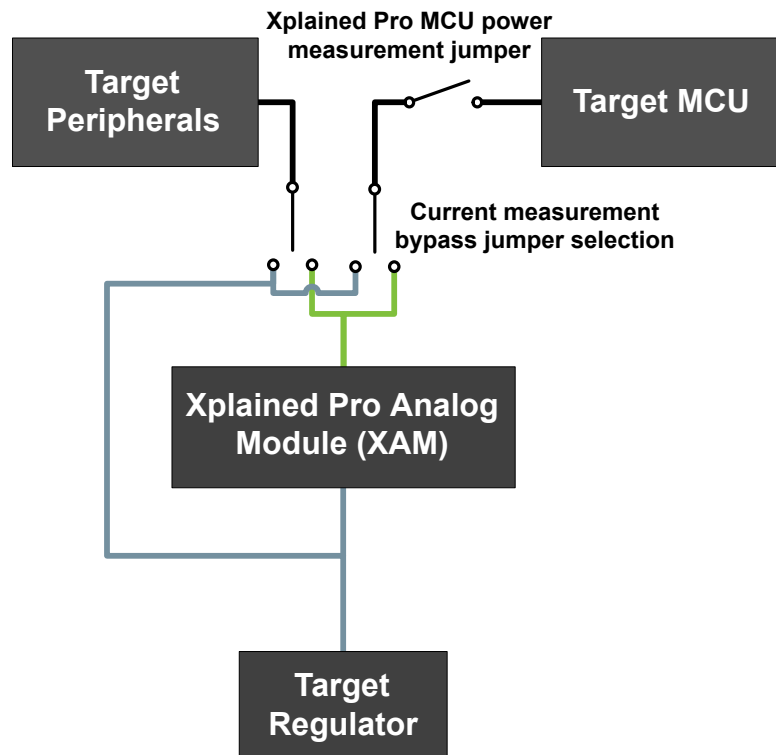 Xplained Pro MCU power
measurement jumper
Target
Peripherals
Target MCU
Current measurement
bypass jumper selection
Xplained Pro Analog
Module (XAM)
Target
Regulator